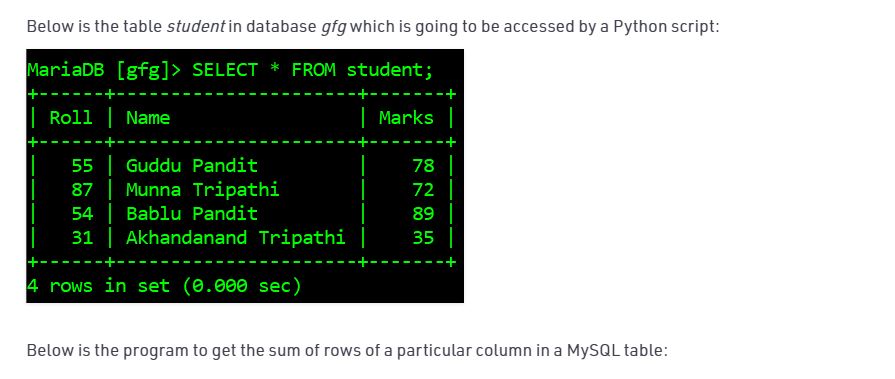 Below is the table student in database gfg which is going to be accessed by a Python script:
MariaDB [gfg]> SELECT * FROM student;
+------+----------------------+-------+
| Roll | Name                 | Marks |
+------+----------------------+-------+
|   55 | Guddu Pandit         |    78 |
|   87 | Munna Tripathi       |    72 |
|   54 | Bablu Pandit         |    89 |
|   31 | Akhandanand Tripathi |    35 |
+------+----------------------+-------+
4 rows in set (0.000 sec)
Below is the program to get the sum of rows of a particular column in a MySQL table: